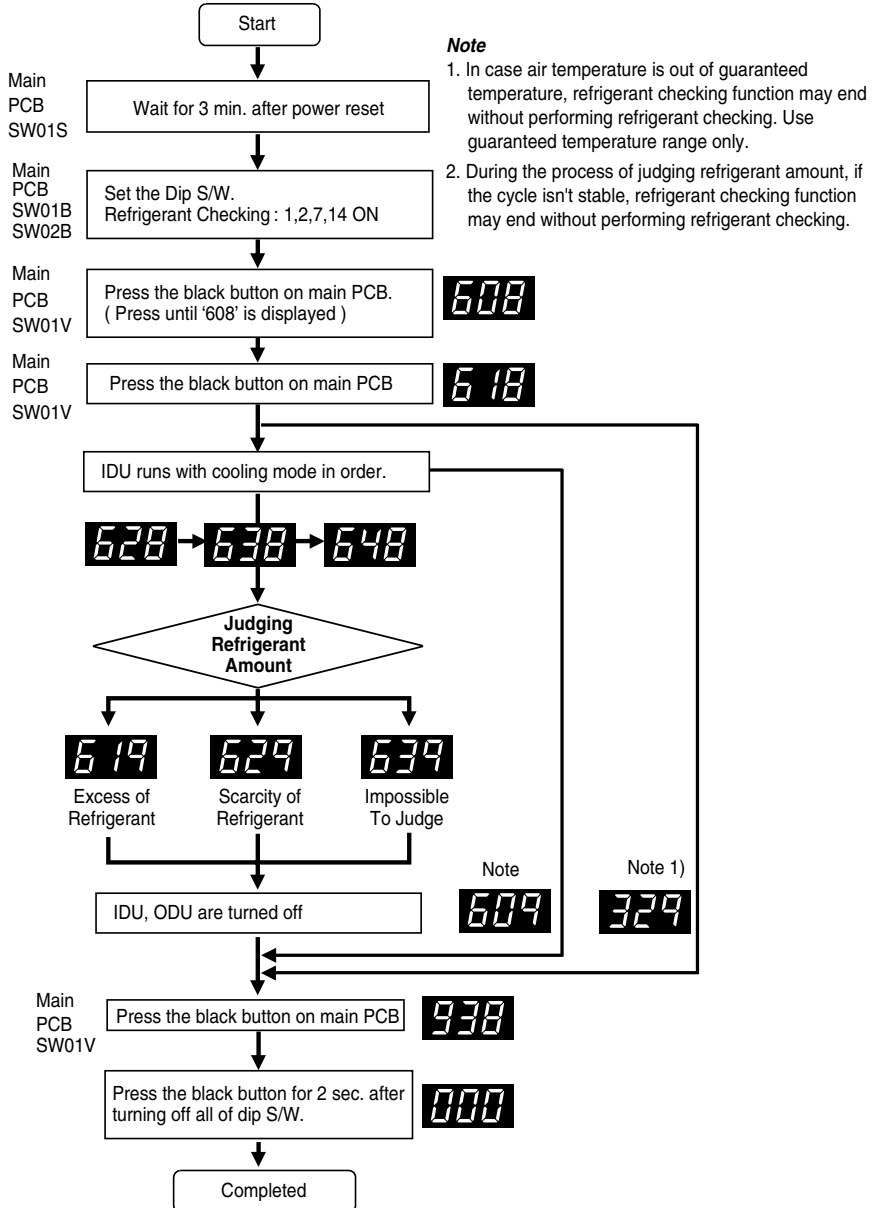 Start
Note
1. In case air temperature is out of guaranteed
temperature, refrigerant checking function may end
without performing refrigerant checking. Use
guaranteed temperature range only.
2. During the process of judging refrigerant amount, if
the cycle isn't stable, refrigerant checking function
may end without performing refrigerant checking.
Main
PCB
SW01S
Wait for 3 min. after power reset
Main
PCB
SW01B
SW02B
Set the Dip S/W.
Refrigerant Checking : 1,2,7,14 ON
Main
PCB
SW01V
Press the black button on main PCB.
( Press until ‘608’ is displayed )
608
Main
PCB
SW01V
Press the black button on main PCB
618
IDU runs with cooling mode in order.
628
638
648
Judging
Refrigerant
Amount
619
629
639
Excess of
Refrigerant
Scarcity of
Refrigerant
Impossible
To Judge
Note
609
Note 1)
329
IDU, ODU are turned off
Main
PCB
SW01V
Press the black button on main PCB
938
Press the black button for 2 sec. after
turning off all of dip S/W.
000
Completed